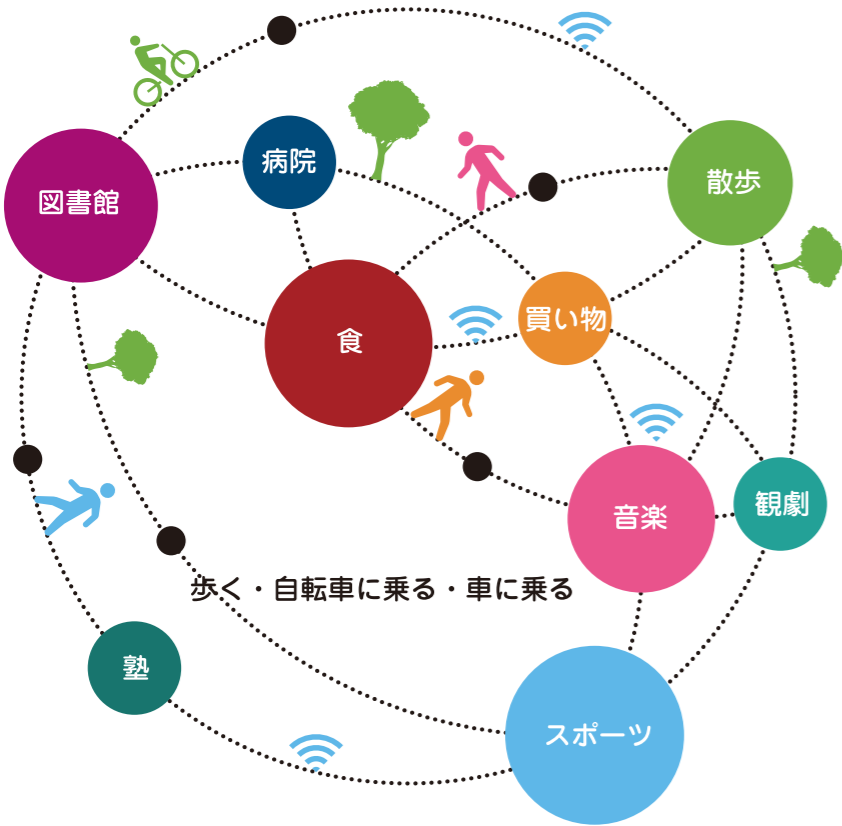 病院
散歩
図書館
買い物
食
観劇
音楽
歩く・自転車に乗る・車に乗る
塾
スポーツ